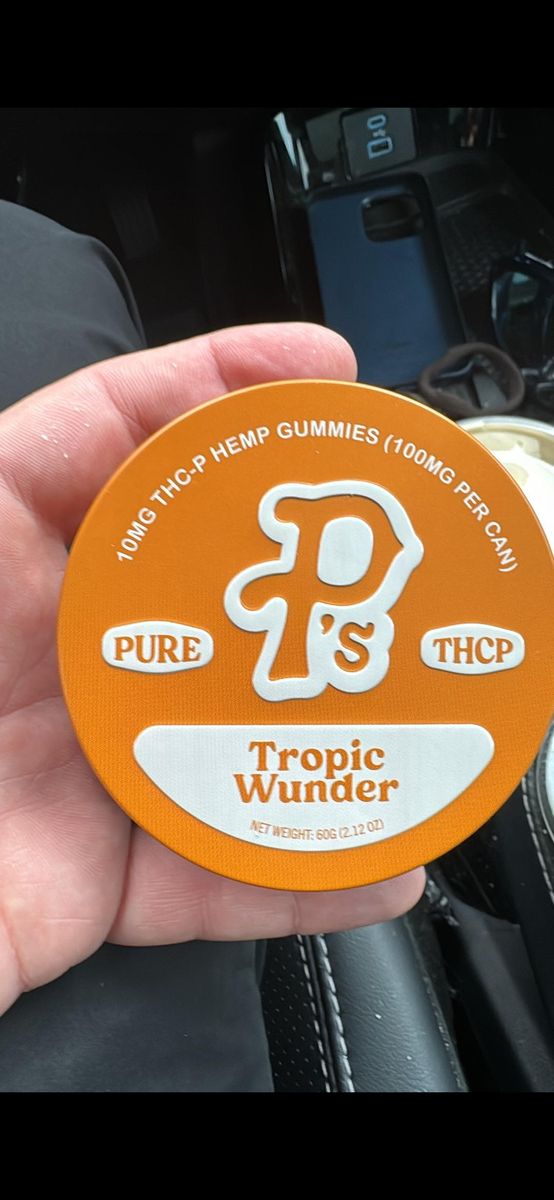 10MG THC-P HEMP GUMMIES (100MG PER CAN)
P's
PURE
THCP
Tropic
Wunder
NET WEIGHT: 60G (2.12 OZ)